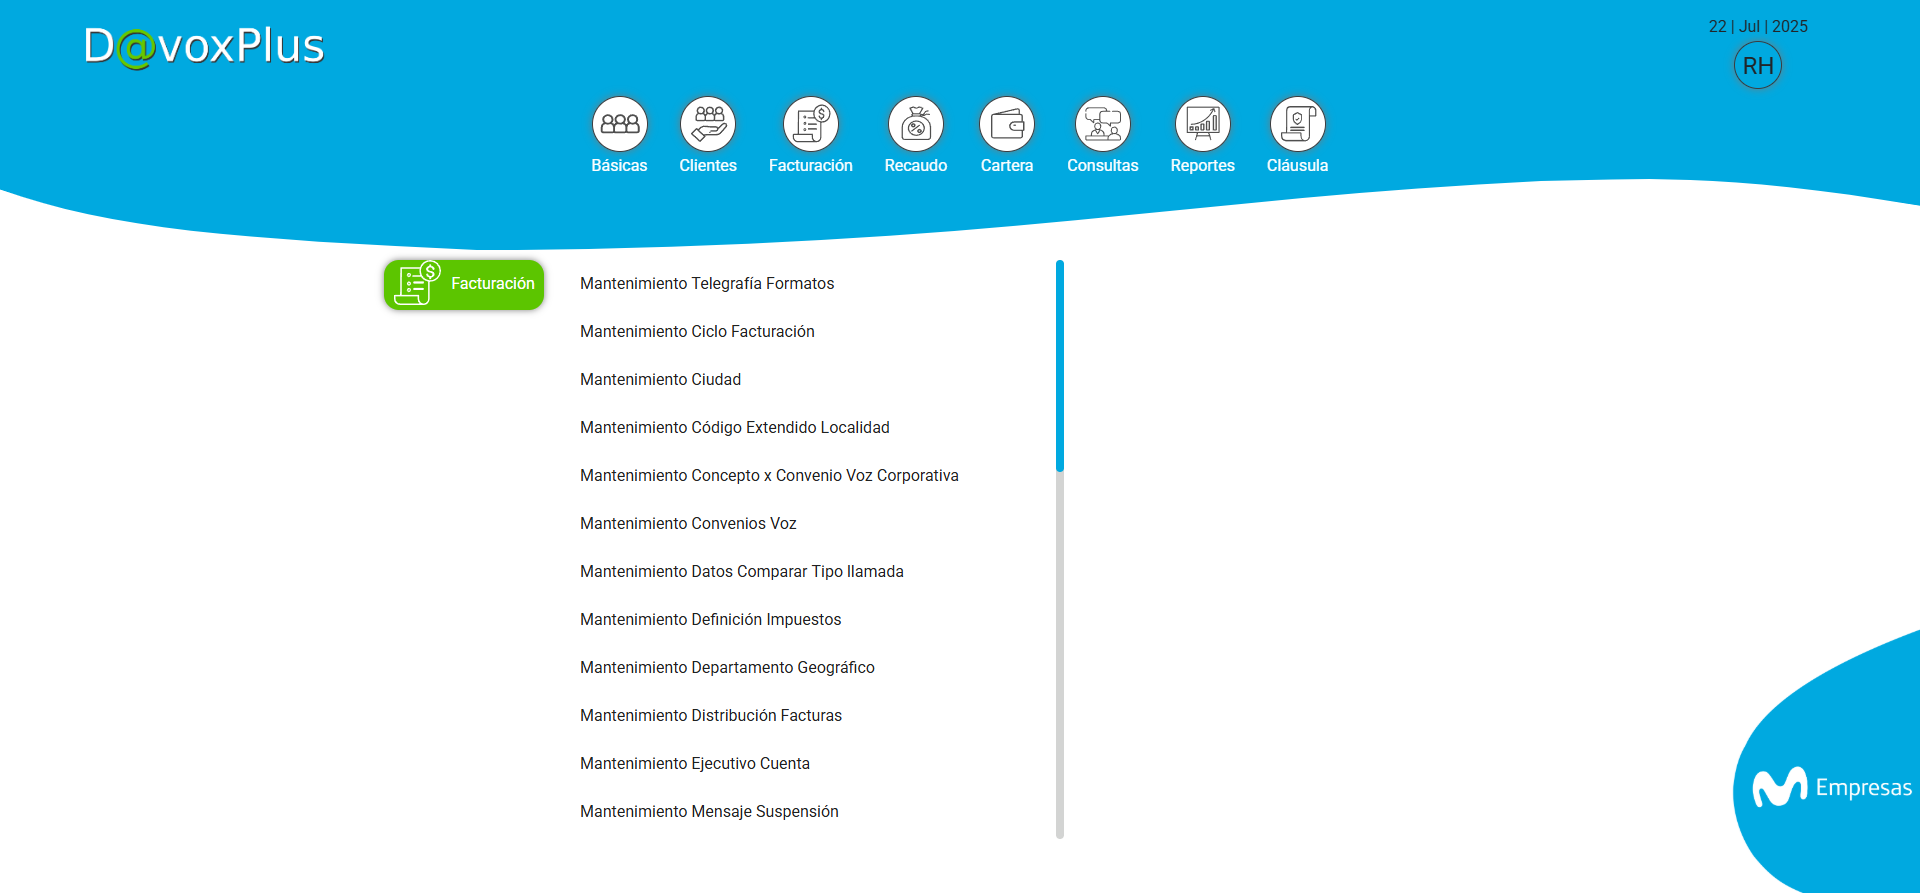 D@voxPlus
22 | Jul | 2025
RH
Básicas
Clientes
Facturación
Recaudo
Cartera
Consultas
Reportes
Cláusula
Facturación
Mantenimiento Telegrafía Formatos
Mantenimiento Ciclo Facturación
Mantenimiento Ciudad
Mantenimiento Código Extendido Localidad
Mantenimiento Concepto x Convenio Voz Corporativa
Mantenimiento Convenios Voz
Mantenimiento Datos Comparar Tipo llamada
Mantenimiento Definición Impuestos
Mantenimiento Departamento Geográfico
Mantenimiento Distribución Facturas
Mantenimiento Ejecutivo Cuenta
Mantenimiento Mensaje Suspensión
Empresas